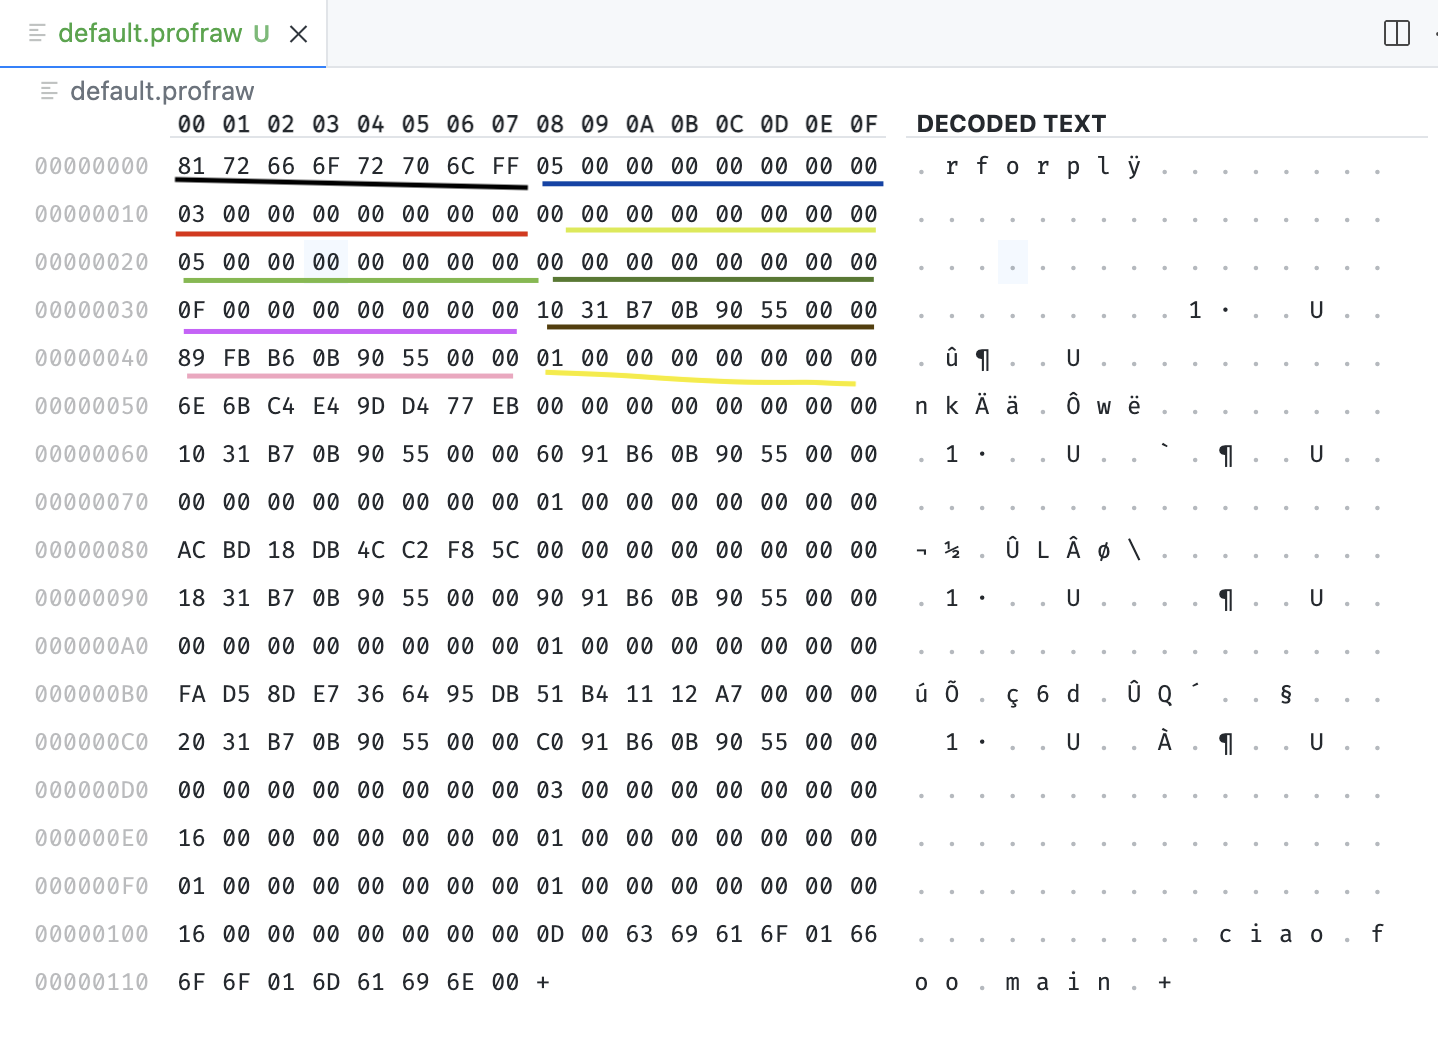 default.profraw U
default.profraw
00 01 02 03 04 05 06 07 08 09 0A 0B 0C 0D 0E 0F DECODED TEXT
00000000 81 72 66 6F 72 70 6C FF 05 00 00 00 00 00 00 00 . r f o r p l ÿ . . . . . . . .
00000010 03 00 00 00 00 00 00 00 00 00 00 00 00 00 00 00 . . . . . . . . . . . . . . . .
00000020 05 00 00 00 00 00 00 00 00 00 00 00 00 00 00 00 . . . . . . . . . . . . . . . .
00000030 0F 00 00 00 00 00 00 00 10 31 B7 0B 90 55 00 00 . . . . . . . . . 1 · . . U . .
00000040 89 FB B6 0B 90 55 00 00 01 00 00 00 00 00 00 00 . û ¶ . . U . . . . . . . . . .
00000050 6E 6B C4 E4 9D D4 77 EB 00 00 00 00 00 00 00 00 n k Ä ä . Ô w ë . . . . . . . .
00000060 10 31 B7 0B 90 55 00 00 60 91 B6 0B 90 55 00 00 . 1 · . . U . . ` . ¶ . . U . .
00000070 00 00 00 00 00 00 00 00 01 00 00 00 00 00 00 00 . . . . . . . . . . . . . . . .
00000080 AC BD 18 DB 4C C2 F8 5C 00 00 00 00 00 00 00 00 ¬ ½ . Û L Â ø \ . . . . . . . .
00000090 18 31 B7 0B 90 55 00 00 90 91 B6 0B 90 55 00 00 . 1 · . . U . . . . ¶ . . U . .
000000A0 00 00 00 00 00 00 00 00 01 00 00 00 00 00 00 00 . . . . . . . . . . . . . . . .
000000B0 FA D5 8D E7 36 64 95 DB 51 B4 11 12 A7 00 00 00 ú Õ . ç 6 d . Û Q ´ . . § . . .
000000C0 20 31 B7 0B 90 55 00 00 C0 91 B6 0B 90 55 00 00 1 · . . U . . À . ¶ . . U . .
000000D0 00 00 00 00 00 00 00 00 03 00 00 00 00 00 00 00 . . . . . . . . . . . . . . . .
000000E0 16 00 00 00 00 00 00 00 01 00 00 00 00 00 00 00 . . . . . . . . . . . . . . . .
000000F0 01 00 00 00 00 00 00 00 01 00 00 00 00 00 00 00 . . . . . . . . . . . . . . . .
00000100 16 00 00 00 00 00 00 00 0D 00 63 69 61 6F 01 66 . . . . . . . . . . c i a o . f
00000110 6F 6F 01 6D 61 69 6E 00 + o o . m a i n . +